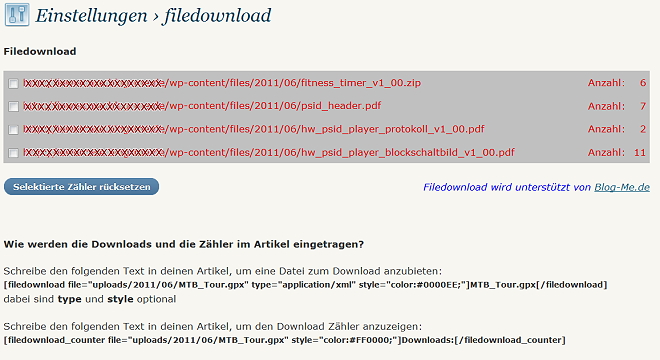 Einstellungen › filedownload
Filedownload
/wp-content/files/2011/06/fitness_timer_v1_00.zip Anzahl: 6
/wp-content/files/2011/06/psid_header.pdf Anzahl: 7
/wp-content/files/2011/06/hw_psid_player_protokoll_v1_00.pdf Anzahl: 2
/wp-content/files/2011/06/hw_psid_player_blockschaltbild_v1_00.pdf Anzahl: 11
Selektierte Zähler rücksetzen Filedownload wird unterstützt von Blog-Me.de
Wie werden die Downloads und die Zähler im Artikel eingetragen?
Schreibe den folgenden Text in deinen Artikel, um eine Datei zum Download anzubieten:
[filedownload file="uploads/2011/06/MTB_Tour.gpx" type="application/xml" style="color:#0000EE;"]MTB_Tour.gpx[/filedownload]
dabei sind type und style optional
Schreibe den folgenden Text in deinen Artikel, um den Download Zähler anzuzeigen:
[filedownload_counter file="uploads/2011/06/MTB_Tour.gpx" style="color:#FF0000;"]Downloads:[/filedownload_counter]